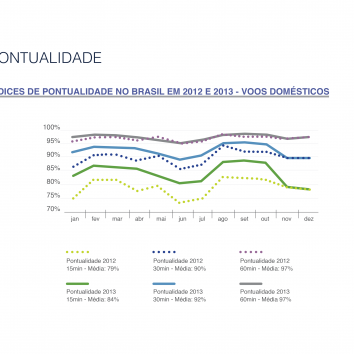 ONTUALIDADE
DICES DE PONTUALIDADE NO BRASIL EM 2012 E 2013 - VOOS DOMÉSTICOS
100%
95%
90%
85%
80%
75%
70%
jan fev mar abr mai jun jul ago set out nov dez
Pontualidade 2012 Pontualidade 2012 Pontualidade 2012
15min - Média: 79% 30min - Média: 90% 60min - Média: 97%
Pontualidade 2013 Pontualidade 2013 Pontualidade 2013
15min - Média: 84% 30min - Média: 92% 60min - Média 97%